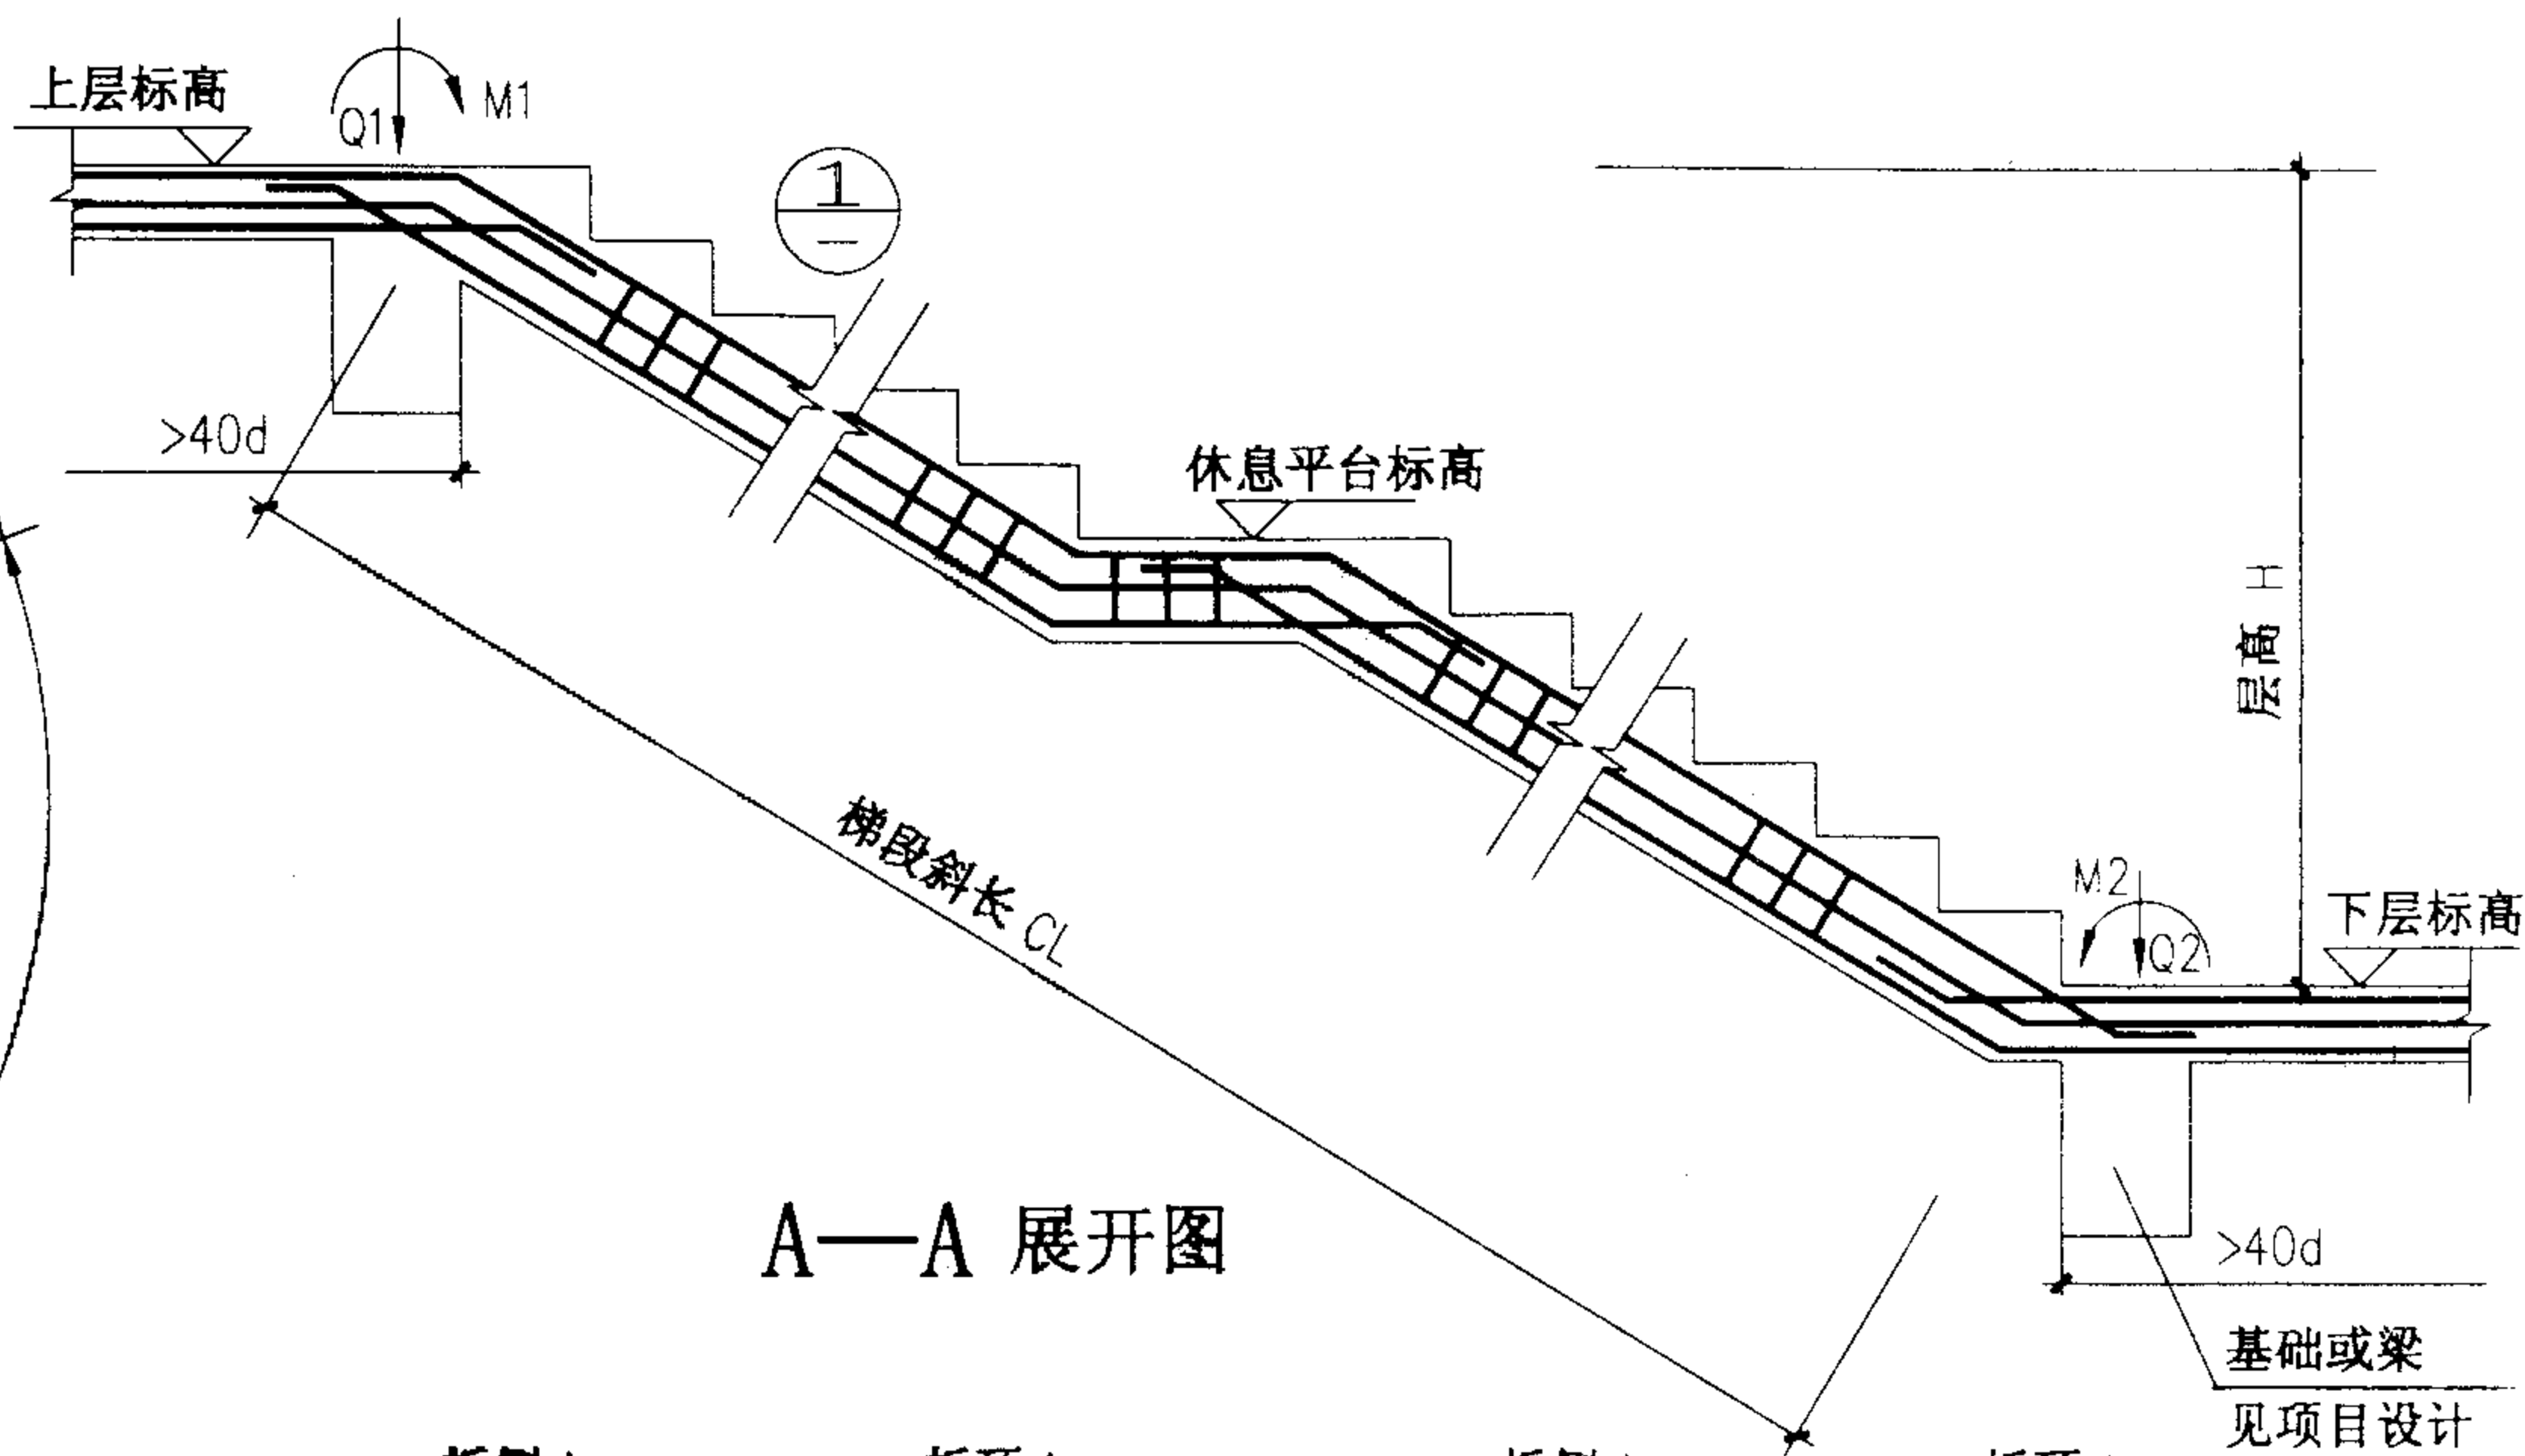 上层标高
Q1
M1
1
—
>40d
休息平台标高
层高 H
梯段斜长 CL
M2
Q2
下层标高
A—A 展开图
>40d
基础或梁
见项目设计